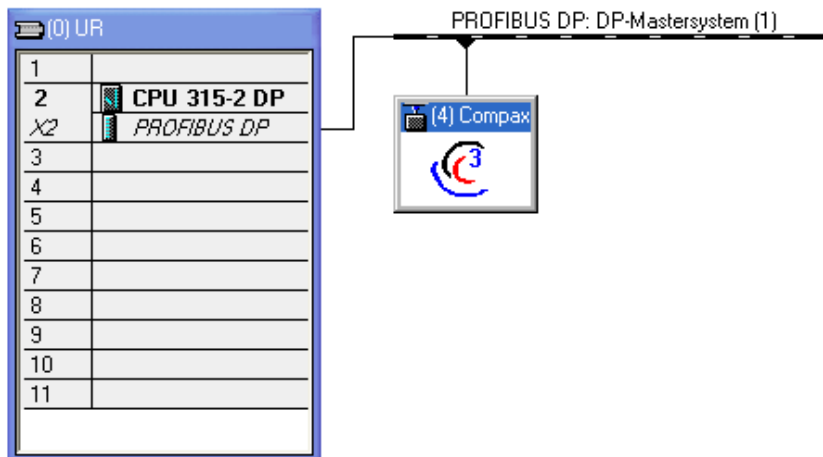 (0) UR
1
2 CPU 315-2 DP
X2 PROFIBUS DP
3
4
5
6
7
8
9
10
11
PROFIBUS DP: DP-Mastersystem (1)
(4) Compax
3